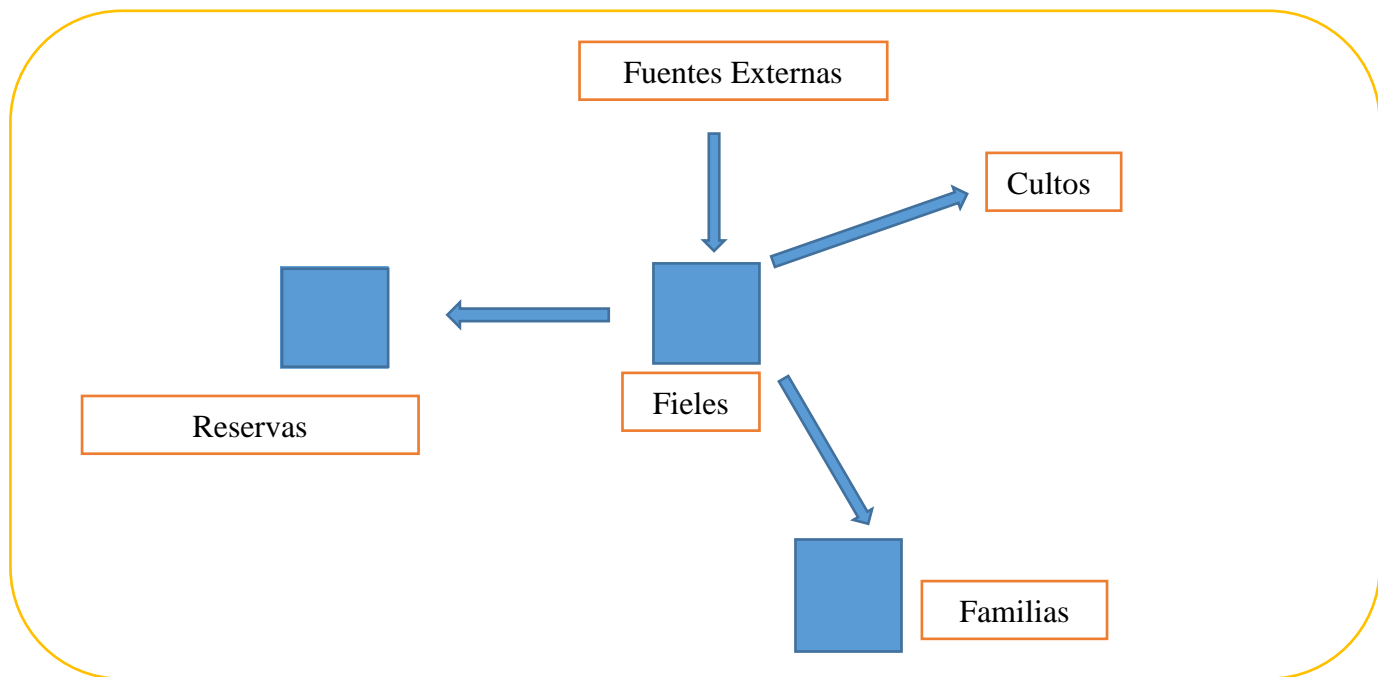 Fuentes Externas
Cultos
Fieles
Reservas
Familias